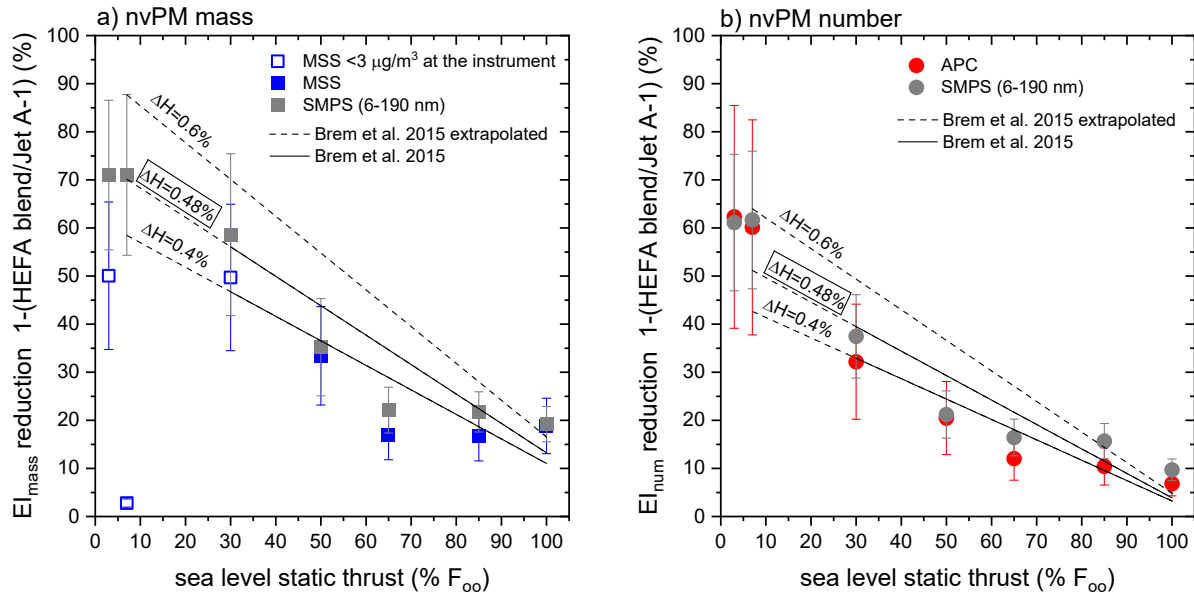 a) nvPM mass
EI_mass reduction 1-(HEFA blend/Jet A-1) (%)
100
90
80
70
60
50
40
30
20
10
0
MSS <3 μg/m³ at the instrument
MSS
SMPS (6-190 nm)
Brem et al. 2015 extrapolated
Brem et al. 2015
ΔH=0.6%
ΔH=0.48%
ΔH=0.4%
0 10 20 30 40 50 60 70 80 90 100
sea level static thrust (% F_oo)
b) nvPM number
EI_num reduction 1-(HEFA blend/Jet A-1) (%)
100
90
80
70
60
50
40
30
20
10
0
APC
SMPS (6-190 nm)
Brem et al. 2015 extrapolated
Brem et al. 2015
ΔH=0.6%
ΔH=0.48%
ΔH=0.4%
0 10 20 30 40 50 60 70 80 90 100
sea level static thrust (% F_oo)